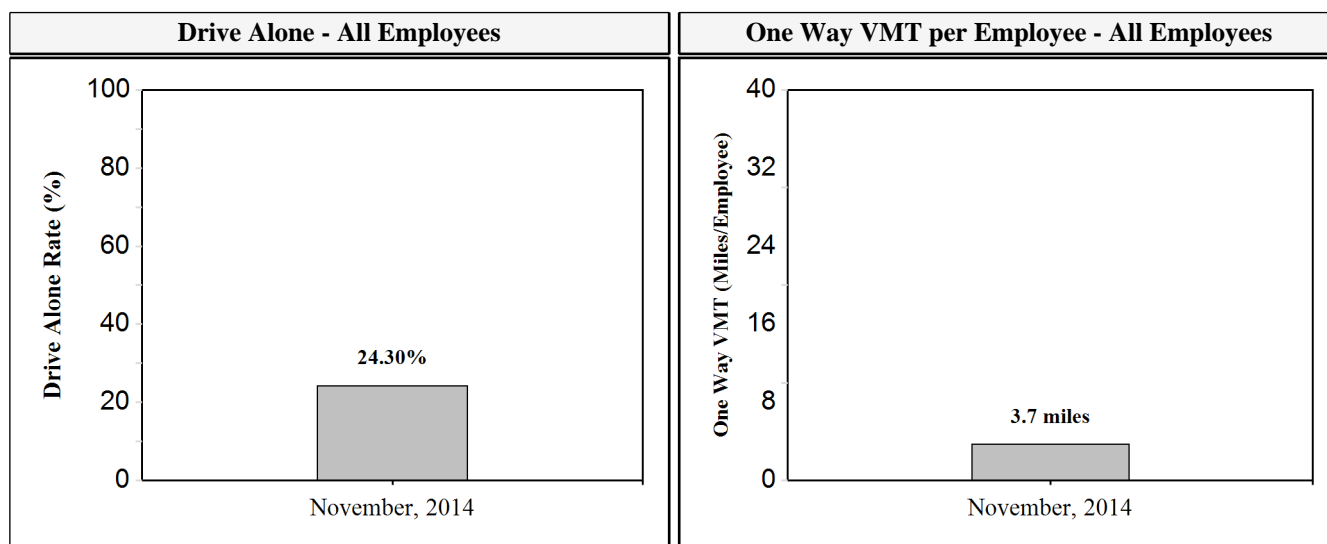 Drive Alone - All Employees
Drive Alone Rate (%)
100
80
60
40
20
0
24.30%
November, 2014
One Way VMT per Employee - All Employees
One Way VMT (Miles/Employee)
40
32
24
16
8
0
3.7 miles
November, 2014